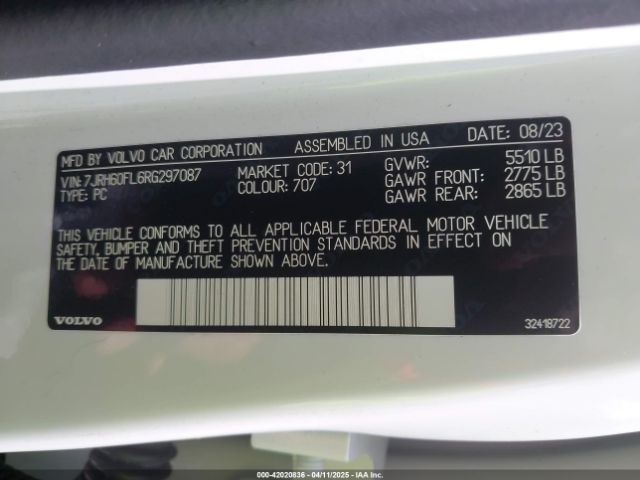 MFD BY VOLVO CAR CORPORATION ASSEMBLED IN USA DATE: 08/23
VIN: 7JRH60FL6RG297087 MARKET CODE: 31 GVWR: 5510 LB
TYPE: PC COLOUR: 707 GAWR FRONT: 2775 LB
GAWR REAR: 2865 LB
THIS VEHICLE CONFORMS TO ALL APPLICABLE FEDERAL MOTOR VEHICLE
SAFETY, BUMPER AND THEFT PREVENTION STANDARDS IN EFFECT ON
THE DATE OF MANUFACTURE SHOWN ABOVE.
VOLVO 32418722
000-42020836 - 04/11/2025 - IAAI.COM